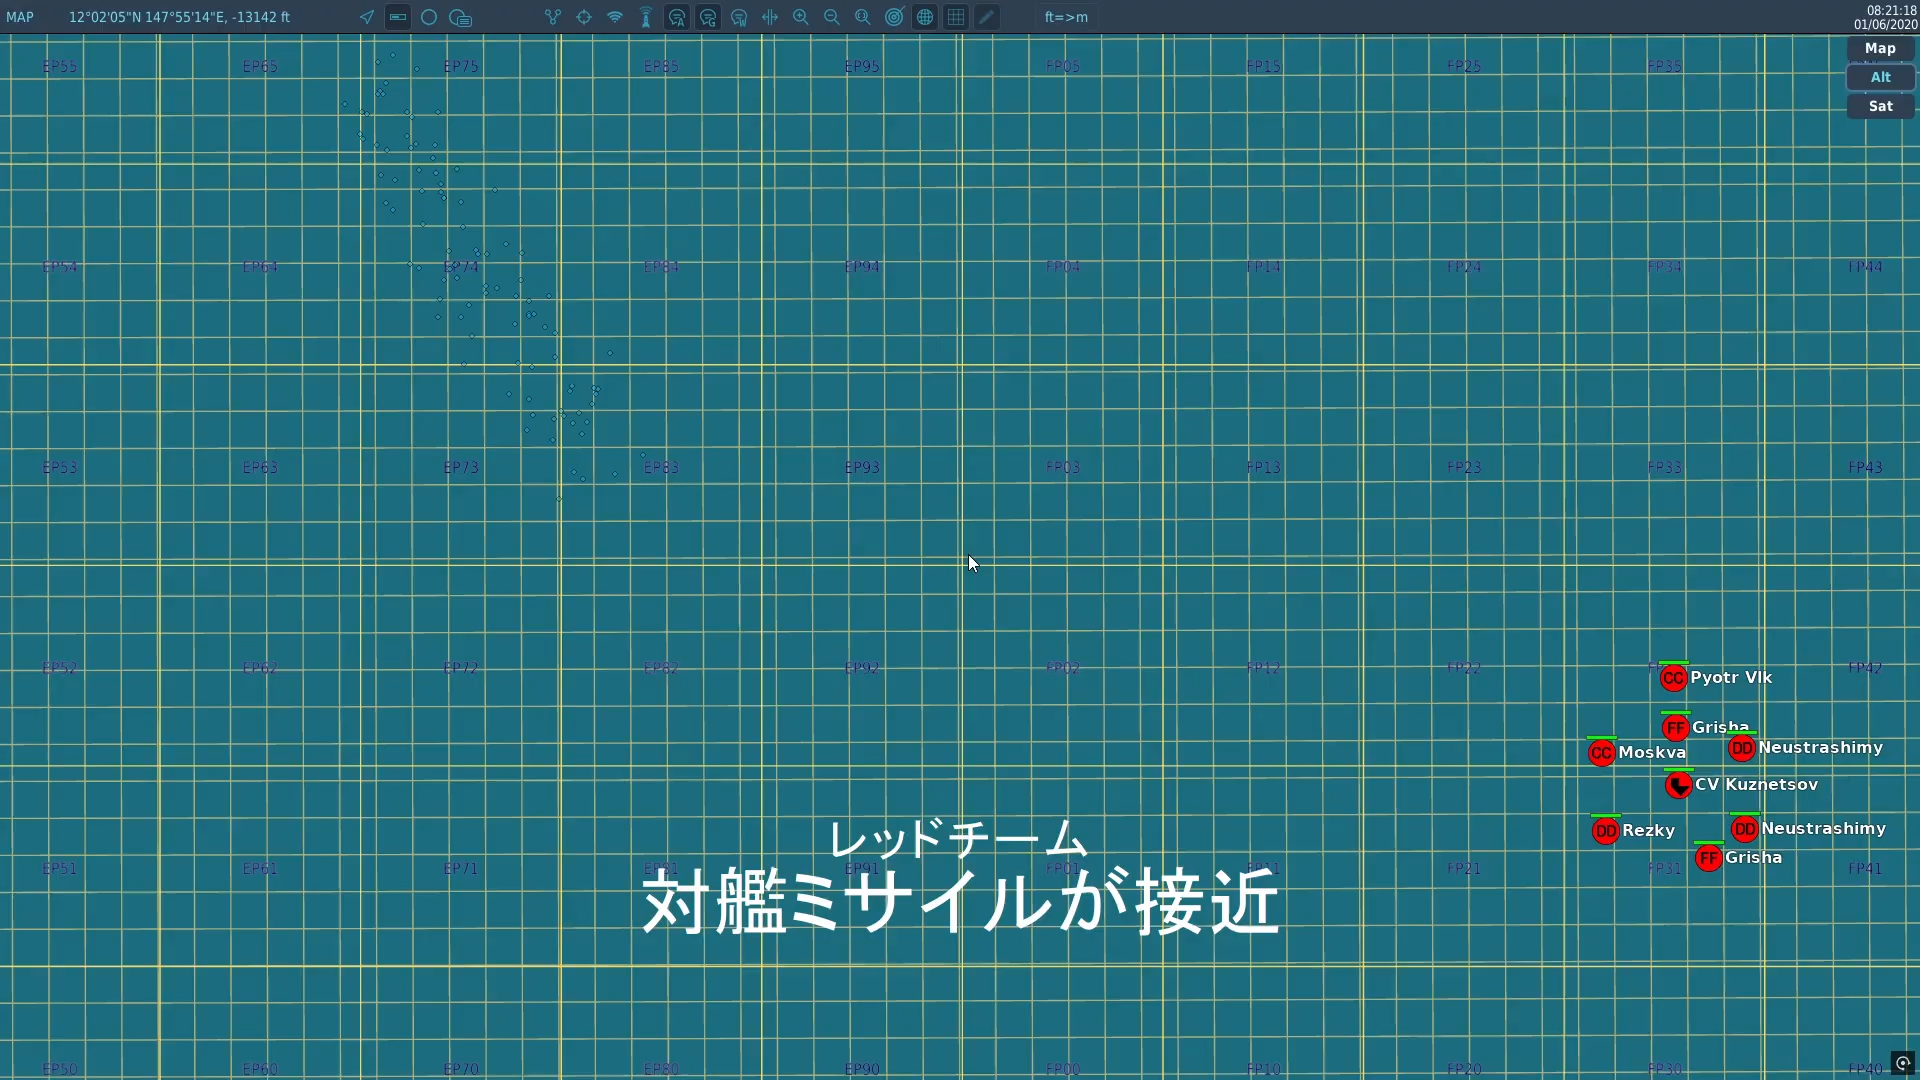 MAP 12°02'05"N 147°55'14"E, -13142 ft ft=>m 08:21:18
01/06/2020
Map
Alt
Sat
EP55 EP65 EP75 EP85 EP95 FP05 FP15 FP25 FP35
EP54 EP64 EP74 EP84 EP94 FP04 FP14 FP24 FP34 FP44
EP53 EP63 EP73 EP83 EP93 FP03 FP13 FP23 FP33 FP43
EP52 EP62 EP72 EP82 EP92 FP02 FP12 FP22 FP42
CC Pyotr Vlk
FF Grisha
CC Moskva
DD Neustrashimy
CV Kuznetsov
DD Rezky
DD Neustrashimy
FF Grisha
レッドチーム
対艦ミサイルが接近
EP51 EP61 EP71 EP81 EP91 FP01 FP11 FP21 FP31 FP41
EP50 EP60 EP70 EP80 EP90 FP00 FP10 FP20 FP30 FP40